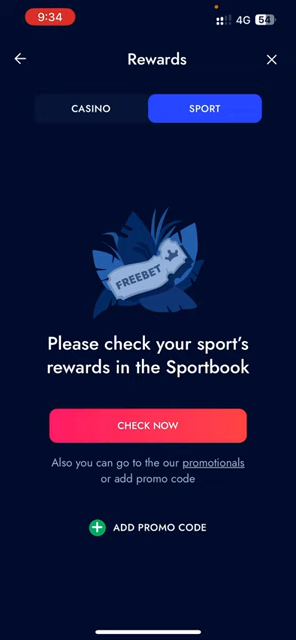 9:34
4G 54
Rewards
CASINO SPORT
FREEBET
Please check your sport's
rewards in the Sportbook
CHECK NOW
Also you can go to the our promotionals
or add promo code
ADD PROMO CODE